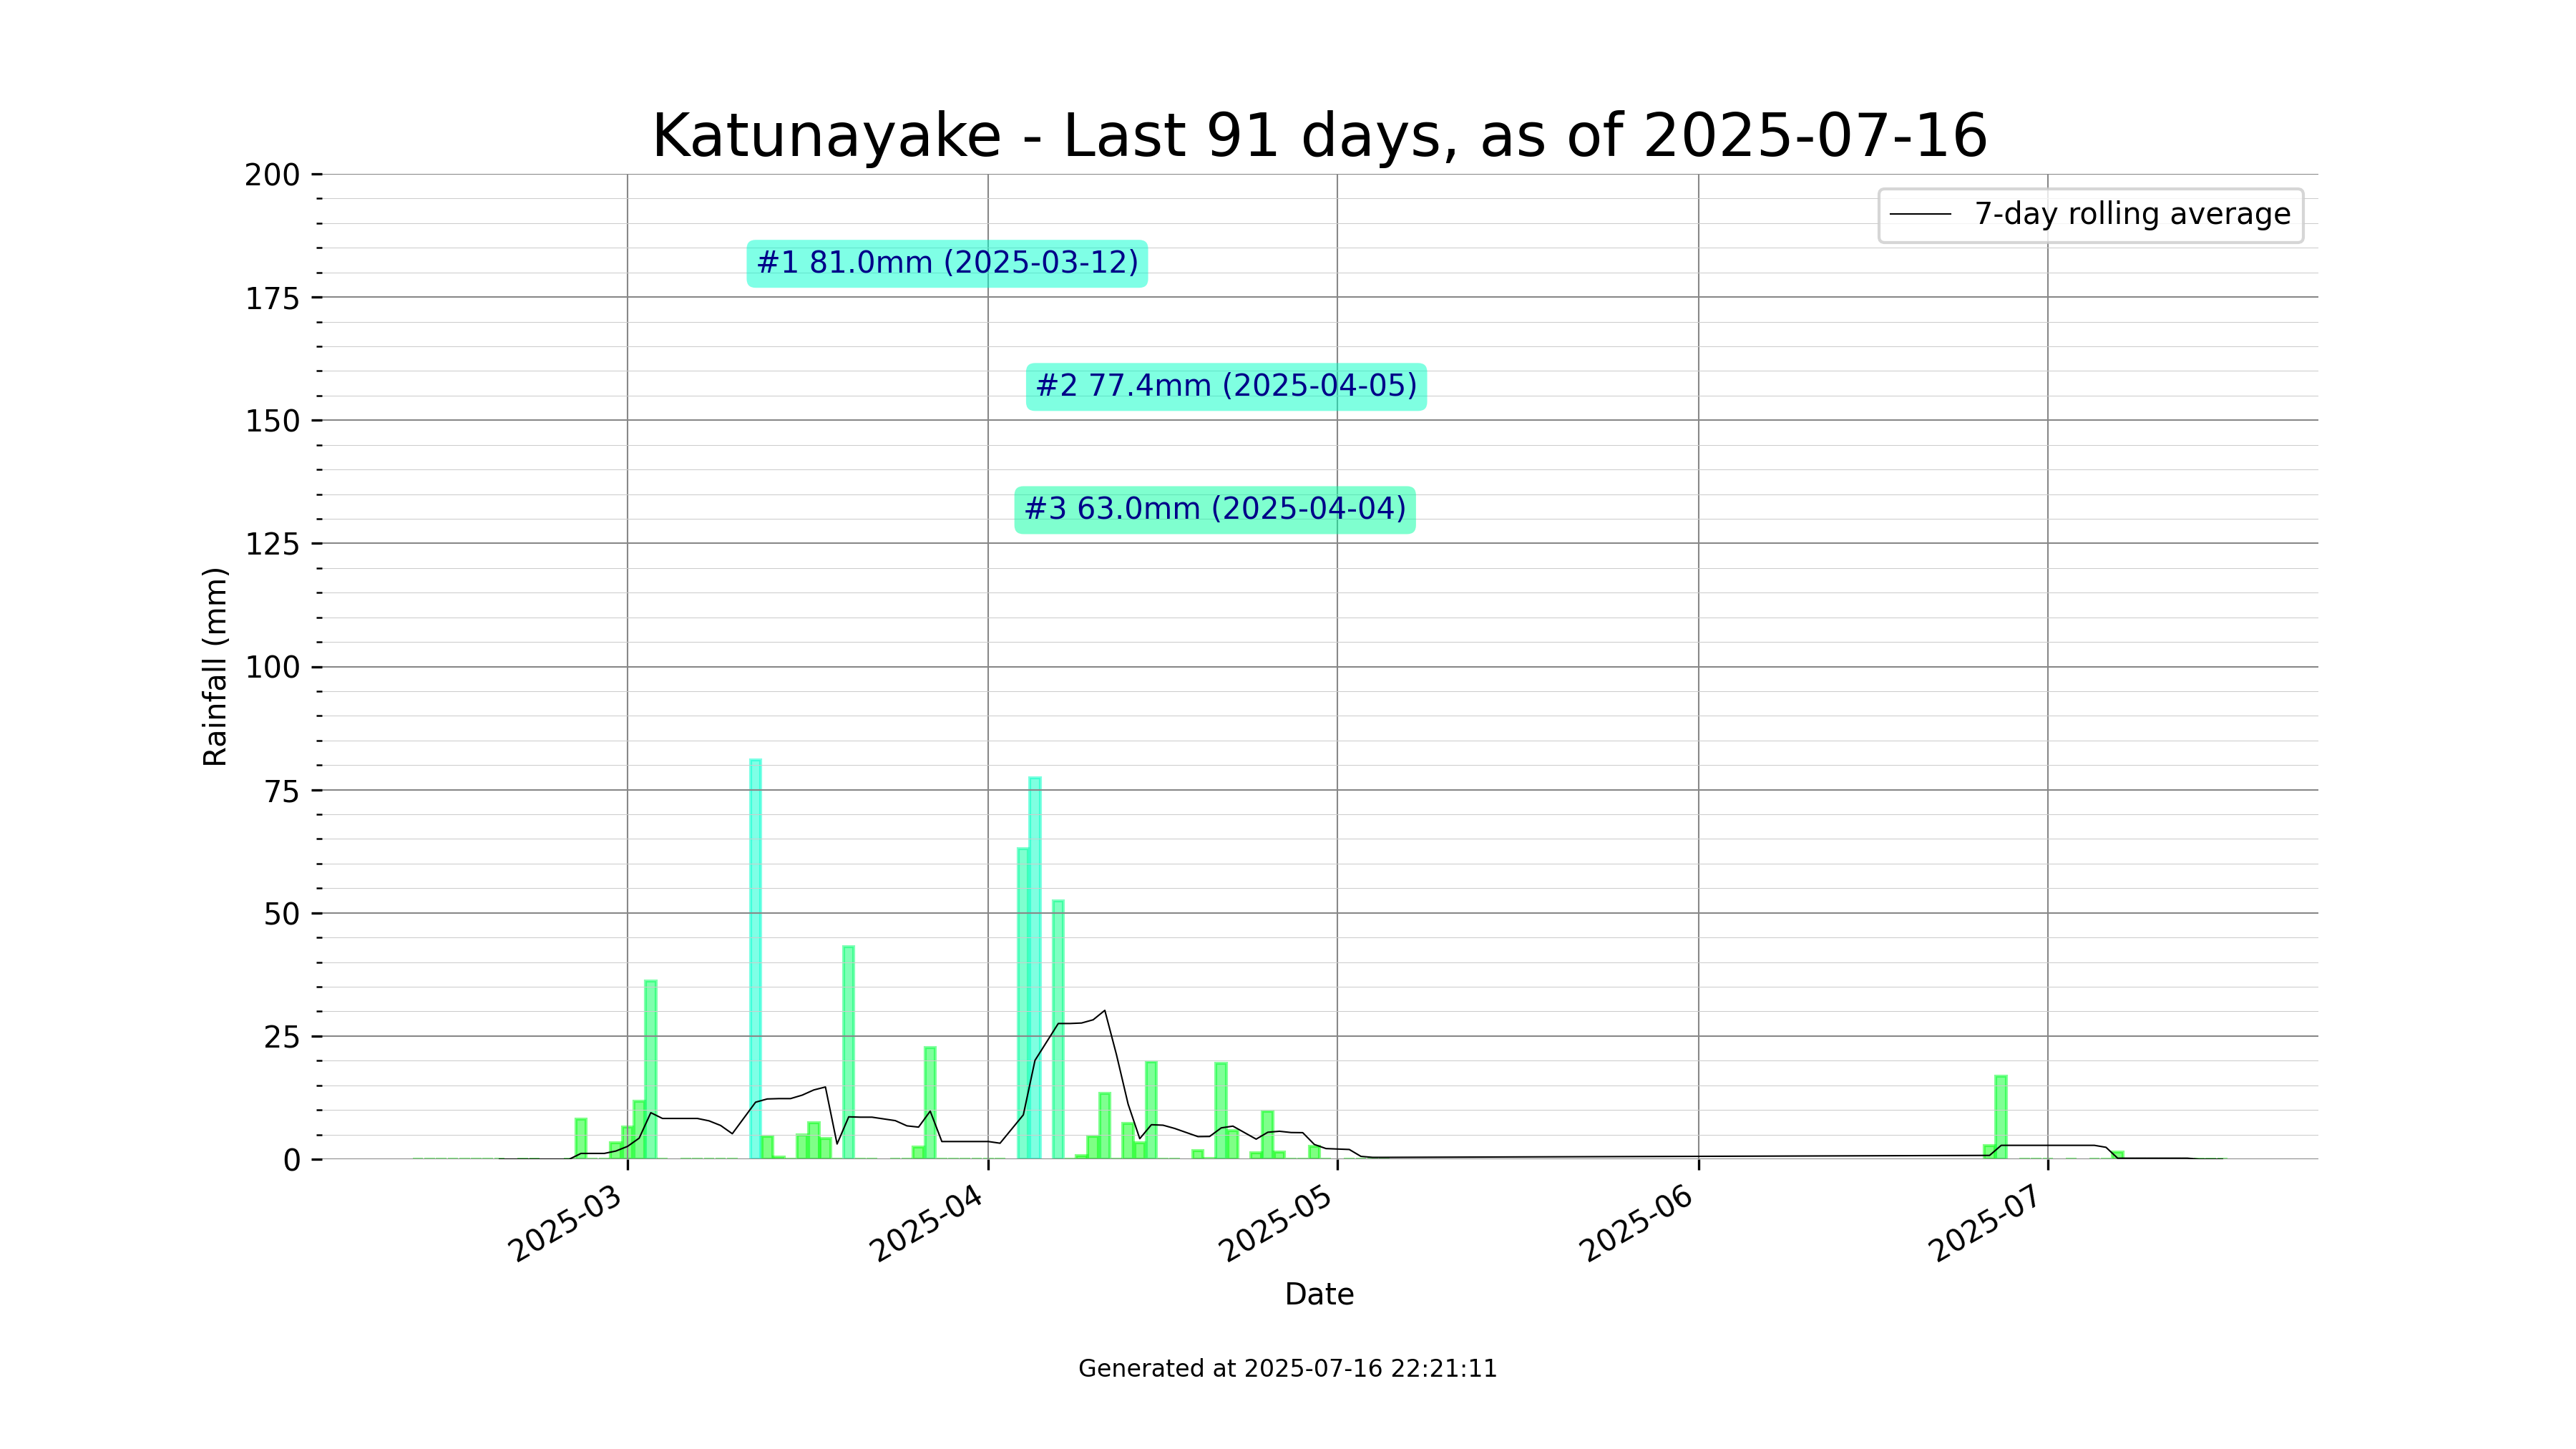 Katunayake - Last 91 days, as of 2025-07-16
200
175
150
125
100
75
50
25
0
Rainfall (mm)
7-day rolling average
#1 81.0mm (2025-03-12)
#2 77.4mm (2025-04-05)
#3 63.0mm (2025-04-04)
2025-03
2025-04
2025-05
2025-06
2025-07
Date
Generated at 2025-07-16 22:21:11